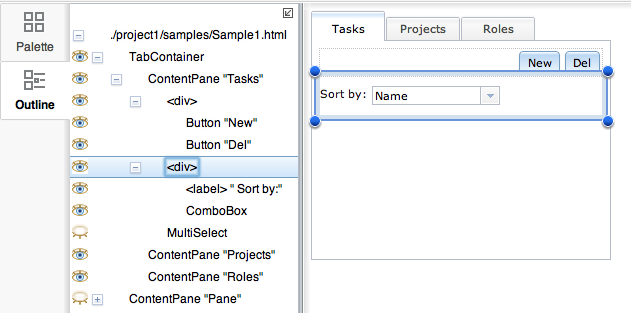 Palette
Outline
./project1/samples/Sample1.html
TabContainer
ContentPane "Tasks"
<div>
Button "New"
Button "Del"
<div>
<label> " Sort by:"
ComboBox
MultiSelect
ContentPane "Projects"
ContentPane "Roles"
ContentPane "Pane"
Tasks Projects Roles
New Del
Sort by: Name